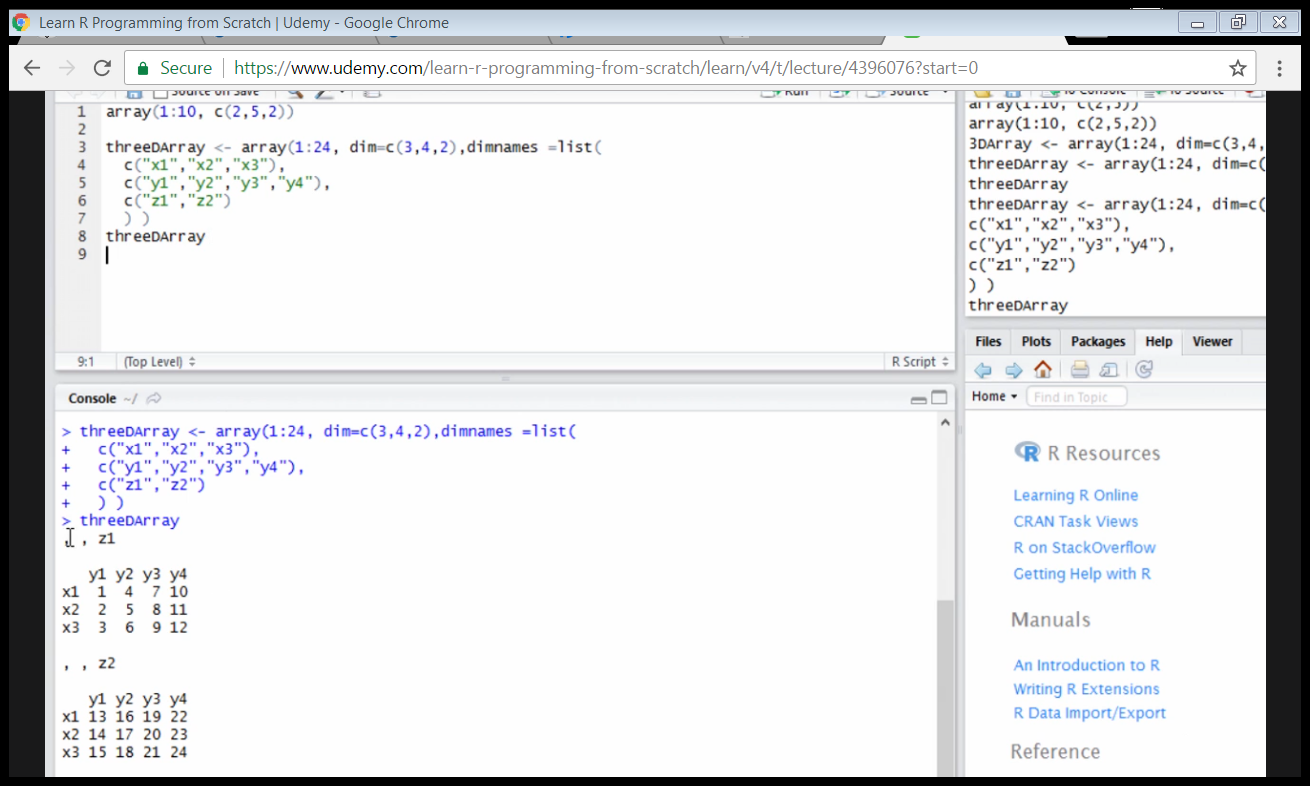 Learn R Programming from Scratch | Udemy - Google Chrome
Secure
https://www.udemy.com/learn-r-programming-from-scratch/learn/v4/t/lecture/4396076?start=0
Source on Save
Run
Source
1 array(1:10, c(2,5,2))
2
3 threeDArray <- array(1:24, dim=c(3,4,2),dimnames =list(
4 c("x1","x2","x3"),
5 c("y1","y2","y3","y4"),
6 c("z1","z2")
7 ) )
8 threeDArray
9
9:1 (Top Level) R Script
Console ~/
> threeDArray <- array(1:24, dim=c(3,4,2),dimnames =list(
+ c("x1","x2","x3"),
+ c("y1","y2","y3","y4"),
+ c("z1","z2")
+ ) )
> threeDArray
, , z1
y1 y2 y3 y4
x1 1 4 7 10
x2 2 5 8 11
x3 3 6 9 12
, , z2
y1 y2 y3 y4
x1 13 16 19 22
x2 14 17 20 23
x3 15 18 21 24
To Console To Source
array(1:10, c(2,5))
array(1:10, c(2,5,2))
3DArray <- array(1:24, dim=c(3,4,
threeDArray <- array(1:24, dim=c(
threeDArray
threeDArray <- array(1:24, dim=c(
c("x1","x2","x3"),
c("y1","y2","y3","y4"),
c("z1","z2")
) )
threeDArray
Files Plots Packages Help Viewer
Home Find in Topic
R R Resources
Learning R Online
CRAN Task Views
R on StackOverflow
Getting Help with R
Manuals
An Introduction to R
Writing R Extensions
R Data Import/Export
Reference